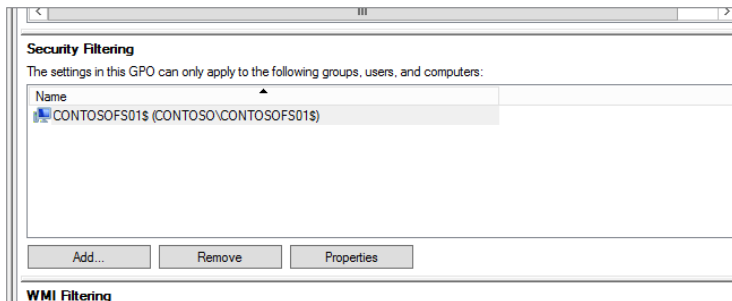 Security Filtering
The settings in this GPO can only apply to the following groups, users, and computers:
Name
CONTOSOFS01$ (CONTOSO\CONTOSOFS01$)
Add... Remove Properties
WMI Filtering